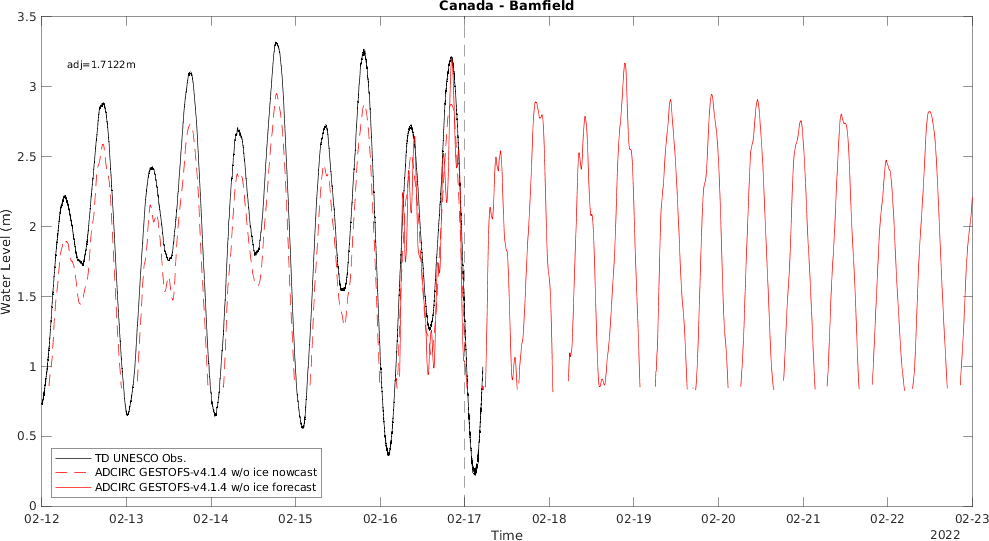 Canada - Bamfield
3.5
3
2.5
2
1.5
1
0.5
0
Water Level (m)
adj=1.7122m
TD UNESCO Obs.
ADCIRC GESTOFS-v4.1.4 w/o ice nowcast
ADCIRC GESTOFS-v4.1.4 w/o ice forecast
02-12 02-13 02-14 02-15 02-16 02-17 02-18 02-19 02-20 02-21 02-22 02-23
Time
2022